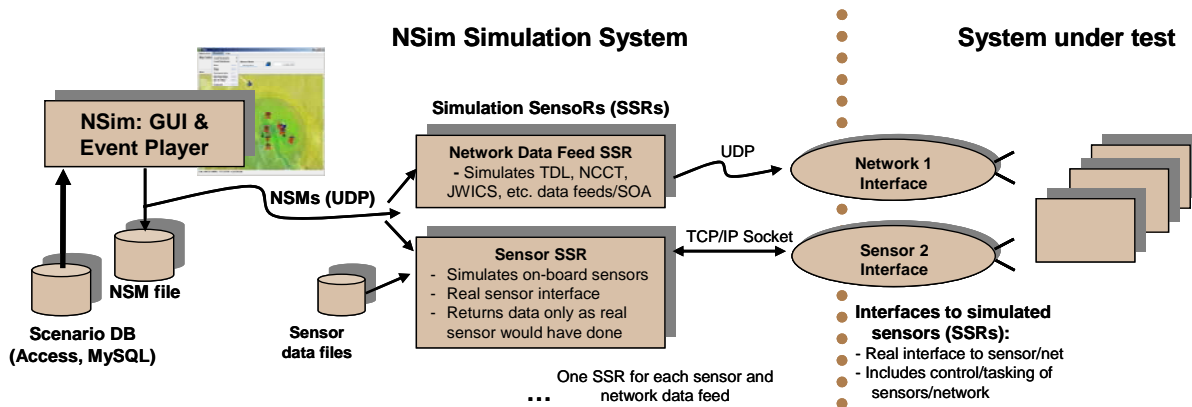 NSim Simulation System
System under test
NSim: GUI &
Event Player
Simulation SensoRs (SSRs)
Network Data Feed SSR
- Simulates TDL, NCCT,
JWICS, etc. data feeds/SOA
UDP
Network 1
Interface
NSMs (UDP)
NSM file
Scenario DB
(Access, MySQL)
Sensor
data files
Sensor SSR
- Simulates on-board sensors
- Real sensor interface
- Returns data only as real
sensor would have done
TCP/IP Socket
Sensor 2
Interface
Interfaces to simulated
sensors (SSRs):
- Real interface to sensor/net
- Includes control/tasking of
sensors/network
... One SSR for each sensor and
network data feed